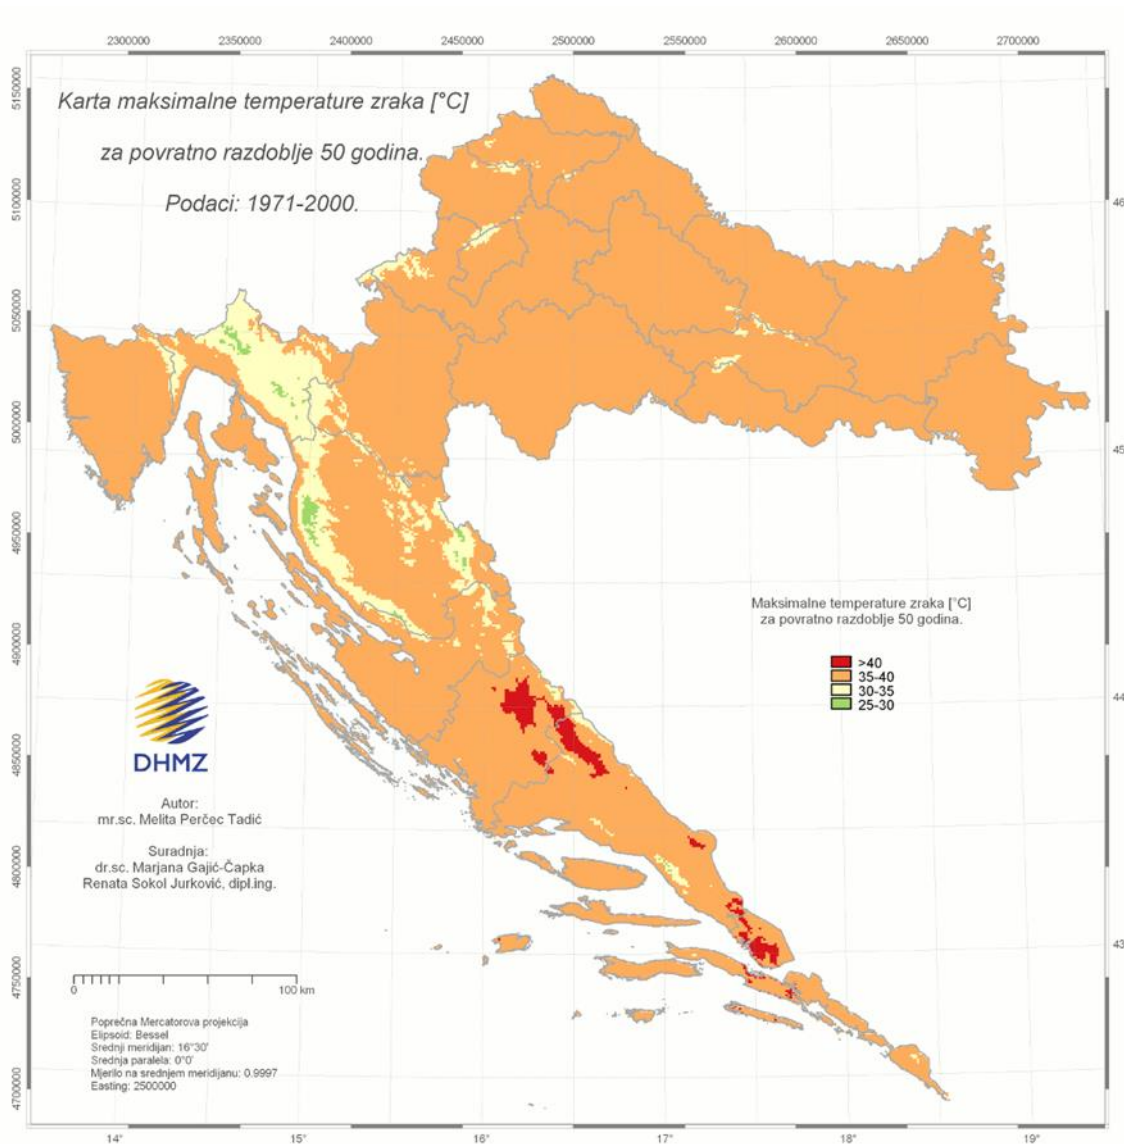 2300000 2350000 2400000 2450000 2500000 2550000 2600000 2650000 2700000
Karta maksimalne temperature zraka [°C]
za povratno razdoblje 50 godina.
Podaci: 1971-2000.
5150000
5100000
5050000
5000000
4950000
4900000
4850000
4800000
4750000
4700000
46
45
44
43
Maksimalne temperature zraka [°C]
za povratno razdoblje 50 godina.
>40
35-40
30-35
25-30
DHMZ
Autor:
mr.sc. Melita Perčec Tadić
Suradnja:
dr.sc. Marjana Gajić-Čapka
Renata Sokol Jurković, dipl.ing.
0 100 km
Poprečna Mercatorova projekcija
Elipsoid: Bessel
Srednji meridijan: 16°30'
Srednja paralela: 0°0'
Mjerilo na srednjem meridijanu: 0.9997
Easting: 2500000
14° 15° 16° 17° 18° 19°